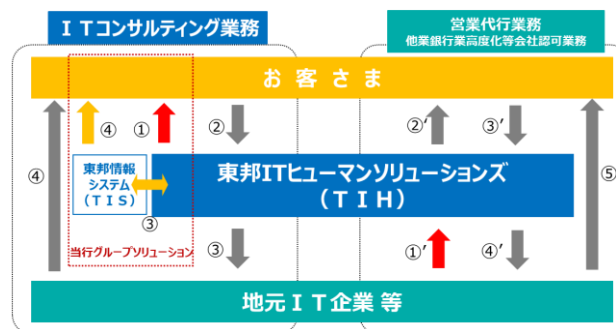 ＩＴコンサルティング業務
営業代行業務
他業銀行業高度化等会社認可業務
お 客 さ ま
④
①
②
②’
③’
④
⑤
東邦情報
システム
（ＴＩＳ）
東邦ITヒューマンソリューションズ
（ＴＩＨ）
③
当行グループソリューション
③
①’
④’
地元ＩＴ企業 等